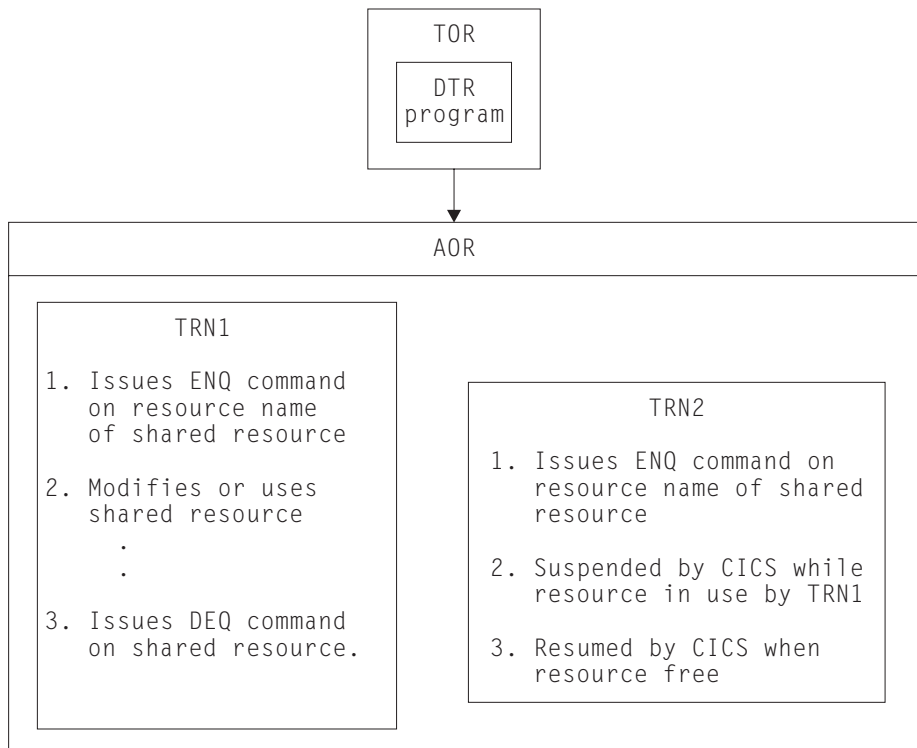 TOR
DTR
program
AOR
TRN1
1. Issues ENQ command
on resource name
of shared resource
2. Modifies or uses
shared resource
.
.
3. Issues DEQ command
on shared resource.
TRN2
1. Issues ENQ command on
resource name of shared
resource
2. Suspended by CICS while
resource in use by TRN1
3. Resumed by CICS when
resource free